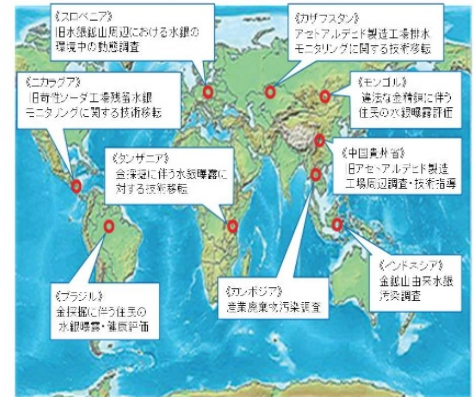 《スロベニア》
旧水銀鉱山周辺における水銀の
環境中の動態調査
《カザフスタン》
アセトアルデヒド製造工場排水
モニタリングに関する技術移転
《ニカラグア》
旧苛性ソーダ工場残留水銀
モニタリングに関する技術移転
《モンゴル》
違法な金精錬に伴う
住民の水銀曝露評価
《タンザニア》
金採掘に伴う水銀曝露に
対する技術移転
《中国貴州省》
旧アセトアルデヒド製造
工場周辺調査・技術指導
《ブラジル》
金採掘に伴う住民の
水銀曝露・健康評価
《カンボジア》
産業廃棄物汚染調査
《インドネシア》
金鉱山由来水銀
汚染調査